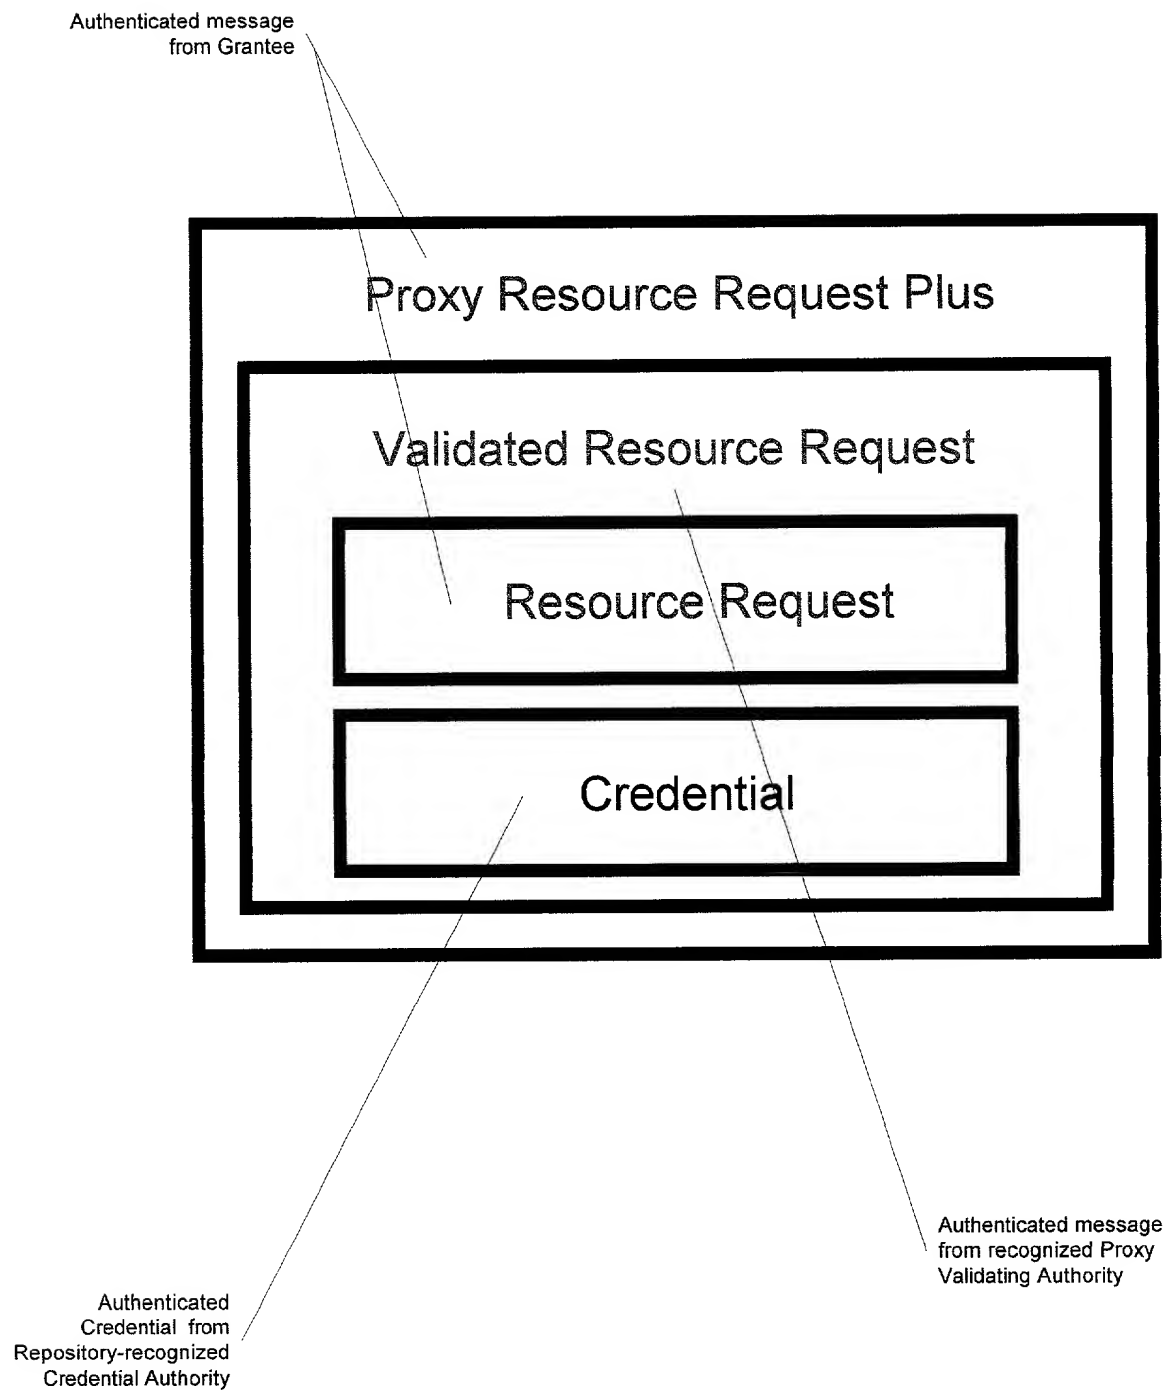 Authenticated message
from Grantee
Proxy Resource Request Plus
Validated Resource Request
Resource Request
Credential
Authenticated message
from recognized Proxy
Validating Authority
Authenticated
Credential from
Repository-recognized
Credential Authority